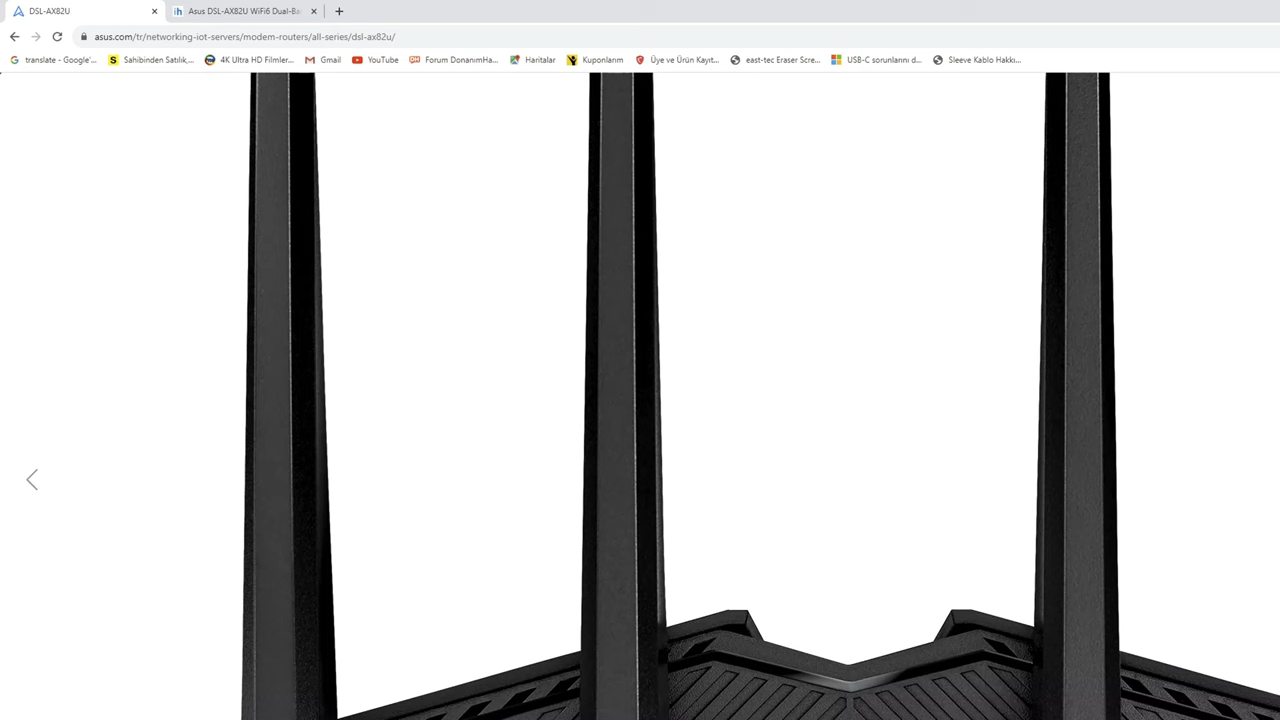 DSL-AX82U
Asus DSL-AX82U WiFi6 Dual-Ba
asus.com/tr/networking-iot-servers/modem-routers/all-series/dsl-ax82u/
translate - Google'...
Sahibinden Satılık,...
4K Ultra HD Filmler...
Gmail
YouTube
Forum DonanımHa...
Haritalar
Kuponlarım
Üye ve Ürün Kayıt...
east-tec Eraser Scre...
USB-C sorunlarını d...
Sleeve Kablo Hakkı...